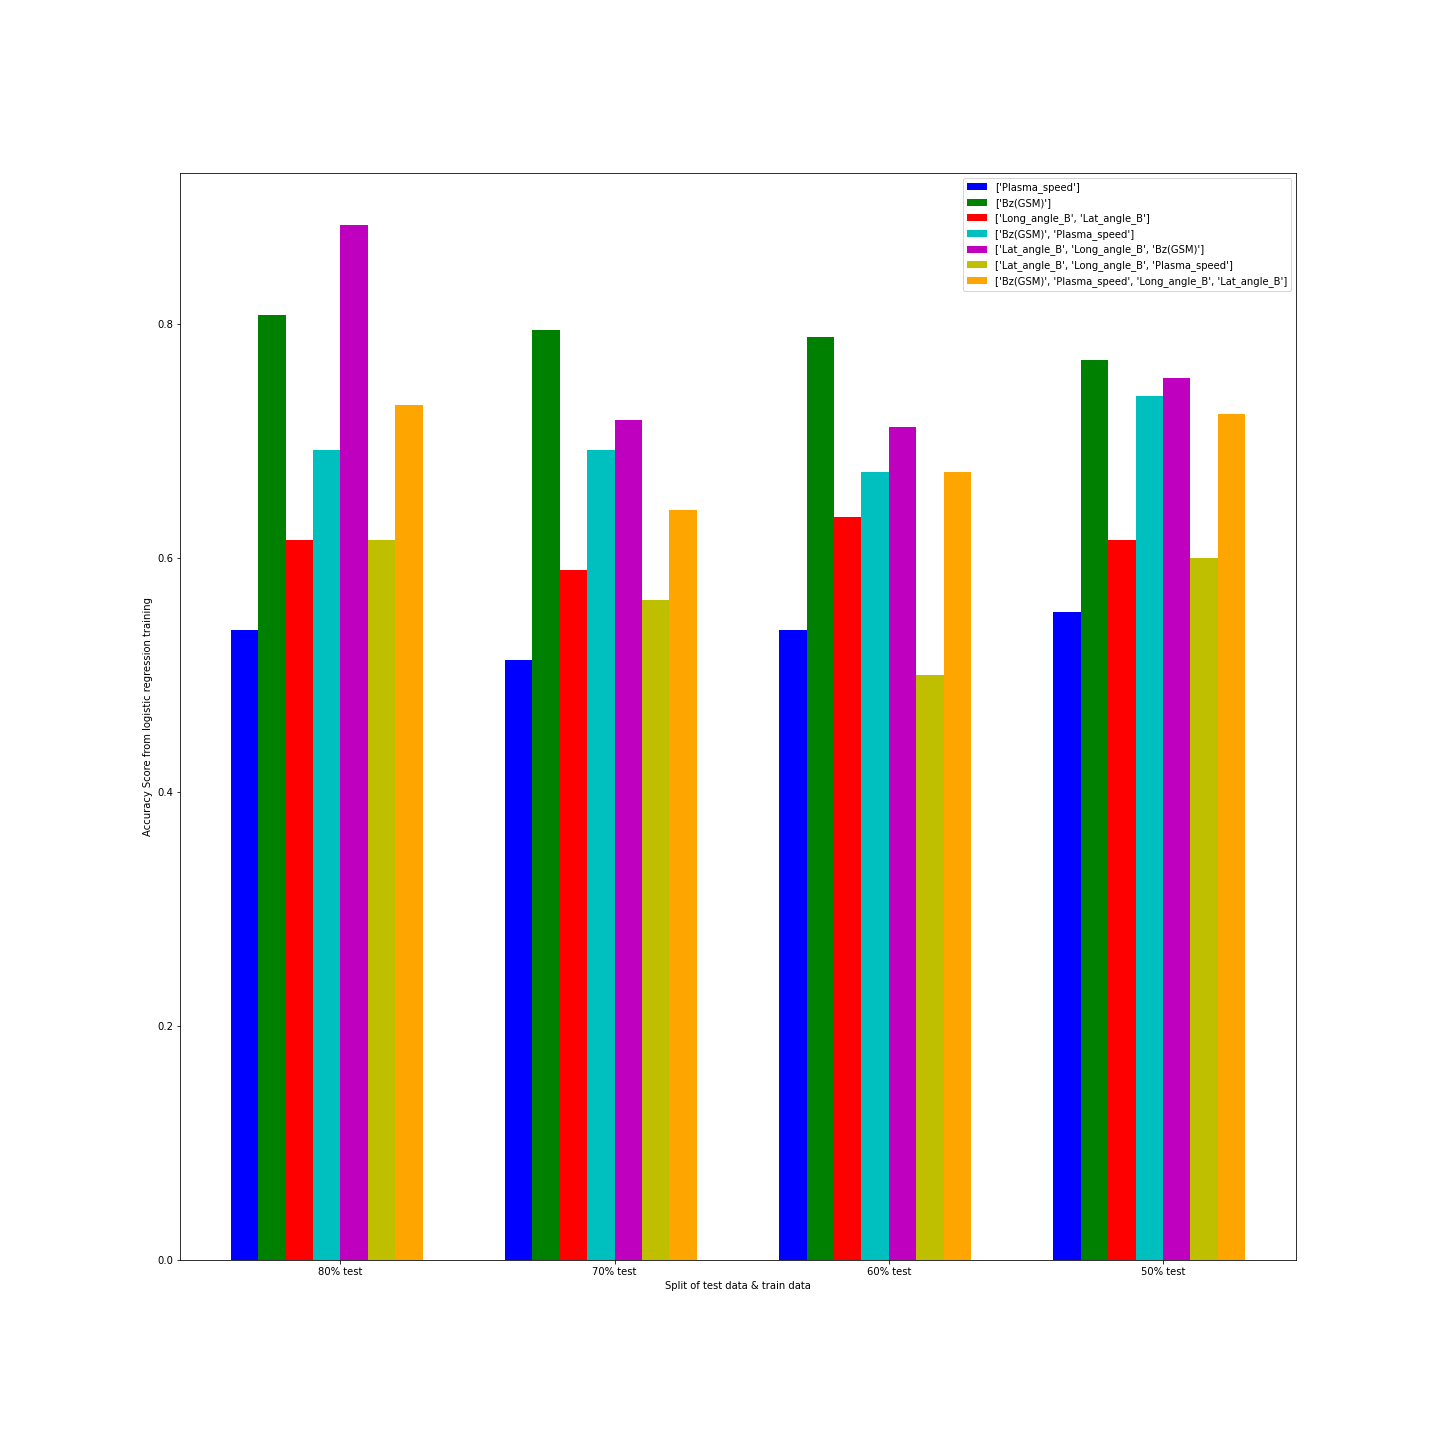 ['Plasma_speed']
['Bz(GSM)']
['Long_angle_B', 'Lat_angle_B']
['Bz(GSM)', 'Plasma_speed']
['Lat_angle_B', 'Long_angle_B', 'Bz(GSM)']
['Lat_angle_B', 'Long_angle_B', 'Plasma_speed']
['Bz(GSM)', 'Plasma_speed', 'Long_angle_B', 'Lat_angle_B']
Accuracy Score from logistic regression training
0.8
0.6
0.4
0.2
0.0
80% test 70% test 60% test 50% test
Split of test data & train data